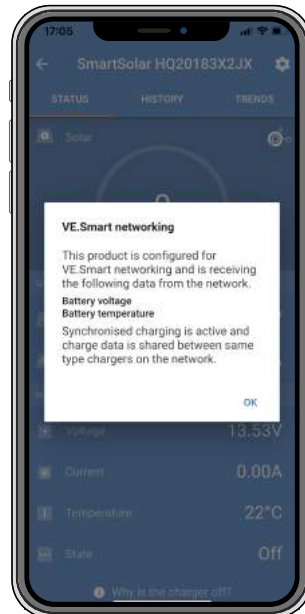 17:05
SmartSolar HQ20183X2JX
STATUS HISTORY TRENDS
Solar
VE.Smart networking
This product is configured for
VE.Smart networking and is receiving
the following data from the network.
Battery voltage
Battery temperature
Synchronised charging is active and
charge data is shared between same
type chargers on the network.
OK
Voltage 13.53V
Current 0.00A
Temperature 22°C
State Off
Why is the charger off?